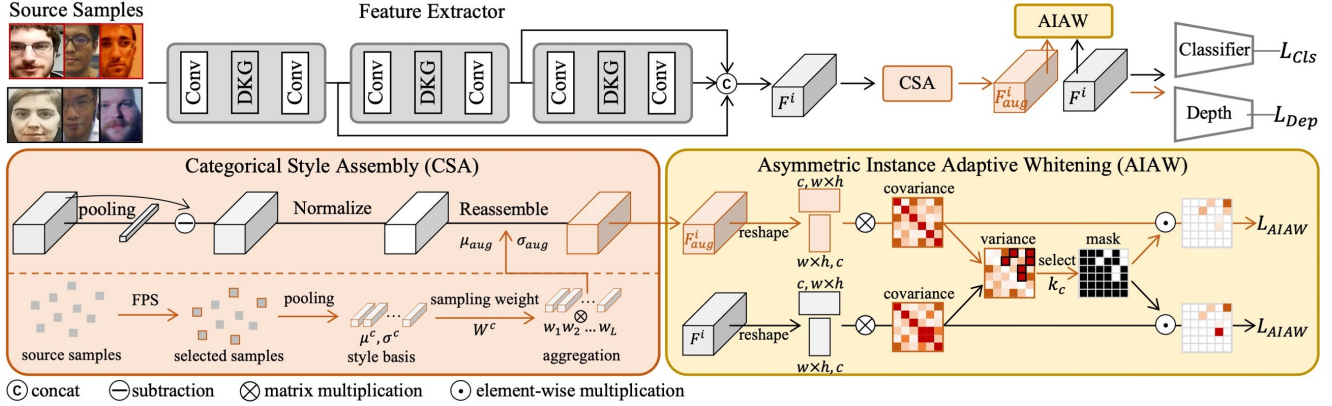 Source Samples
Feature Extractor
Conv
DKG
Conv
Conv
DKG
Conv
Conv
DKG
Conv
C
F^i
CSA
F^i_aug
F^i
AIAW
Classifier
L_Cls
Depth
L_Dep
Categorical Style Assembly (CSA)
pooling
Normalize
Reassemble
μ_aug
σ_aug
FPS
pooling
sampling weight
W^c
...
...
source samples
selected samples
μ^c, σ^c
style basis
w_1 w_2 ... w_L
aggregation
Asymmetric Instance Adaptive Whitening (AIAW)
F^i_aug
reshape
c, w×h
w×h, c
covariance
variance
select
k_c
mask
L_AIAW
F^i
reshape
c, w×h
w×h, c
covariance
L_AIAW
C concat
subtraction
matrix multiplication
element-wise multiplication